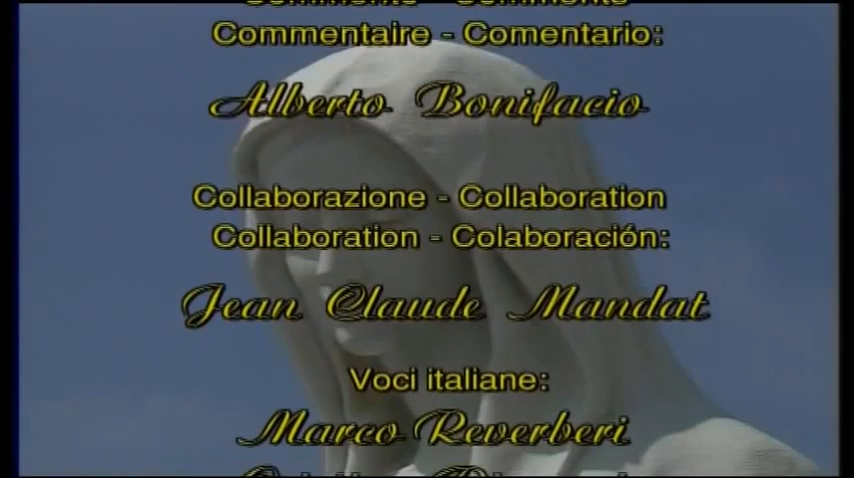 Commentaire - Comentario:
Alberto Bonifacio
Collaborazione - Collaboration
Collaboration - Colaboración:
Jean Claude Mandat
Voci italiane:
Marco Reverberi